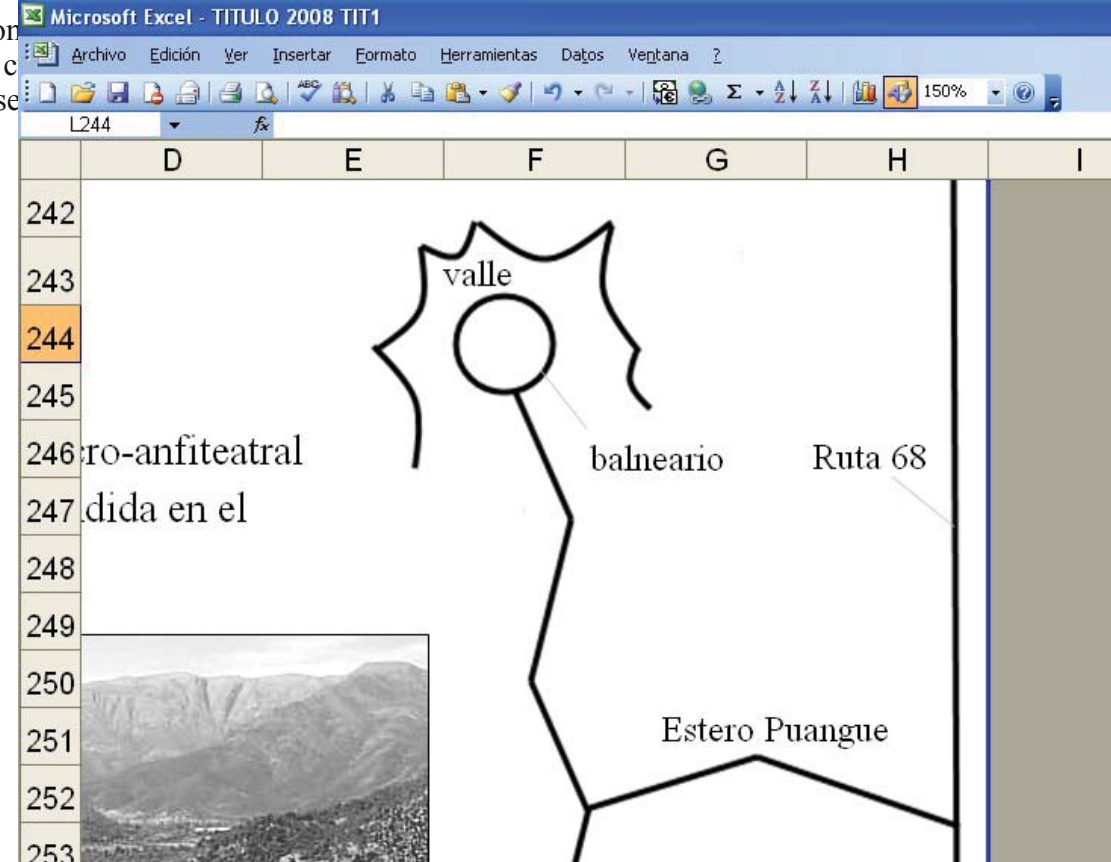 Microsoft Excel - TITULO 2008 TIT1
Archivo Edición Ver Insertar Formato Herramientas Datos Ventana ?
150%
L244 fx
D E F G H I
242
243 valle
244
245
246 ro-anfiteatral balneario Ruta 68
247 dida en el
248
249
250
251 Estero Puangue
252
253